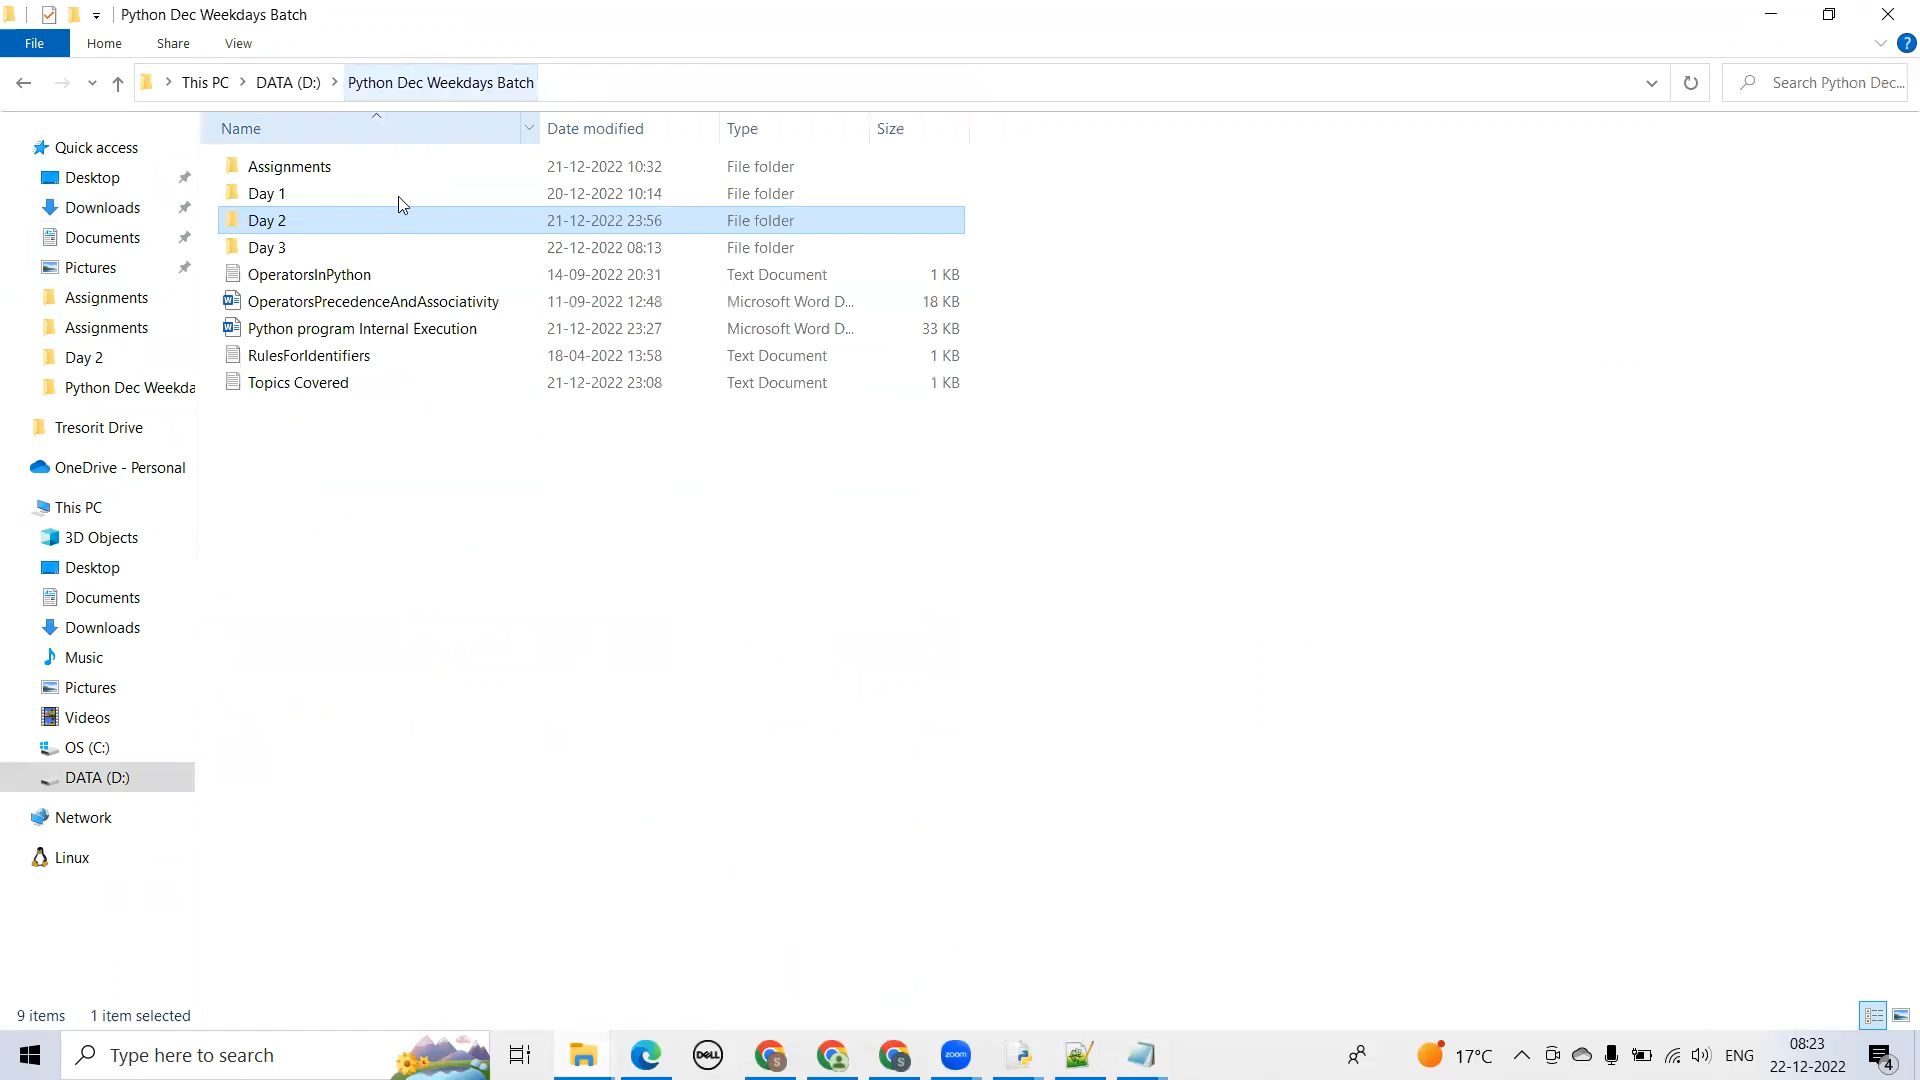 Python Dec Weekdays Batch
File Home Share View
This PC DATA (D:) Python Dec Weekdays Batch
Search Python Dec...
Name Date modified Type Size
Assignments 21-12-2022 10:32 File folder
Day 1 20-12-2022 10:14 File folder
Day 2 21-12-2022 23:56 File folder
Day 3 22-12-2022 08:13 File folder
OperatorsInPython 14-09-2022 20:31 Text Document 1 KB
OperatorsPrecedenceAndAssociativity 11-09-2022 12:48 Microsoft Word D... 18 KB
Python program Internal Execution 21-12-2022 23:27 Microsoft Word D... 33 KB
RulesForIdentifiers 18-04-2022 13:58 Text Document 1 KB
Topics Covered 21-12-2022 23:08 Text Document 1 KB
Quick access
Desktop
Downloads
Documents
Pictures
Assignments
Assignments
Day 2
Python Dec Weekda
Tresorit Drive
OneDrive - Personal
This PC
3D Objects
Desktop
Documents
Downloads
Music
Pictures
Videos
OS (C:)
DATA (D:)
Network
Linux
9 items 1 item selected
Type here to search
DELL
S
S
zoom
17°C
ENG
08:23
22-12-2022
4